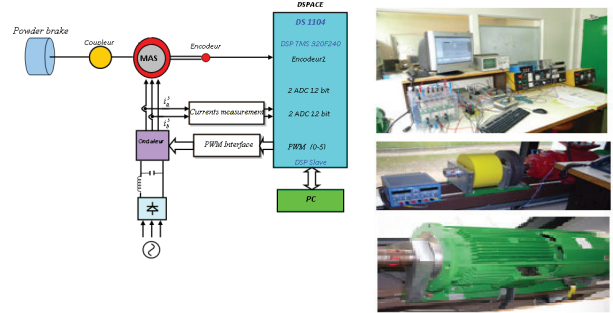 DSPACE
DS 1104
DSP TMS 320F240
Powder brake
Coupleur
Encodeur
MAS
Encodeur1
2 ADC 12 bit
Currents measurement
2 ADC 12 bit
Onduleur
PWM Interface
PWM (0-5)
DSP Slave
PC